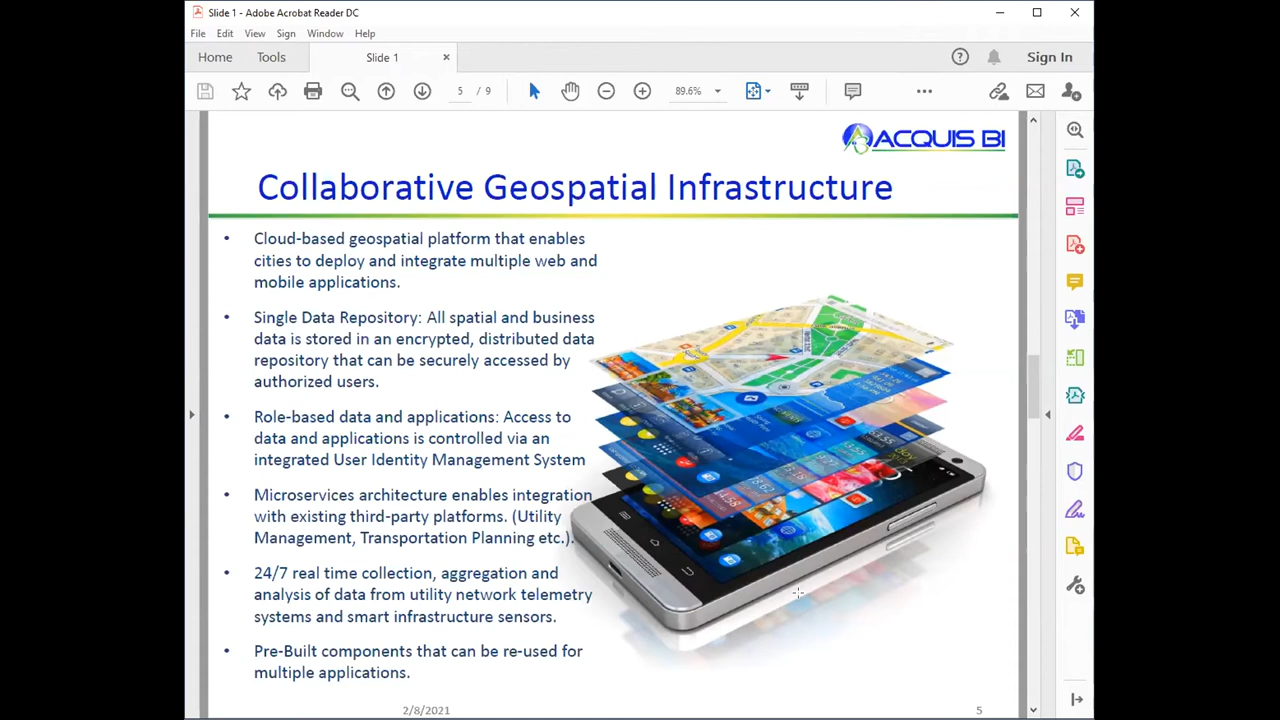 Slide 1 - Adobe Acrobat Reader DC
File Edit View Sign Window Help
Home Tools Slide 1 × Sign In
5 / 9 89.6%
ACQUIS BI
Collaborative Geospatial Infrastructure
• Cloud-based geospatial platform that enables
cities to deploy and integrate multiple web and
mobile applications.
• Single Data Repository: All spatial and business
data is stored in an encrypted, distributed data
repository that can be securely accessed by
authorized users.
• Role-based data and applications: Access to
data and applications is controlled via an
integrated User Identity Management System
• Microservices architecture enables integration
with existing third-party platforms. (Utility
Management, Transportation Planning etc.).
• 24/7 real time collection, aggregation and
analysis of data from utility network telemetry
systems and smart infrastructure sensors.
• Pre-Built components that can be re-used for
multiple applications.
2/8/2021 5